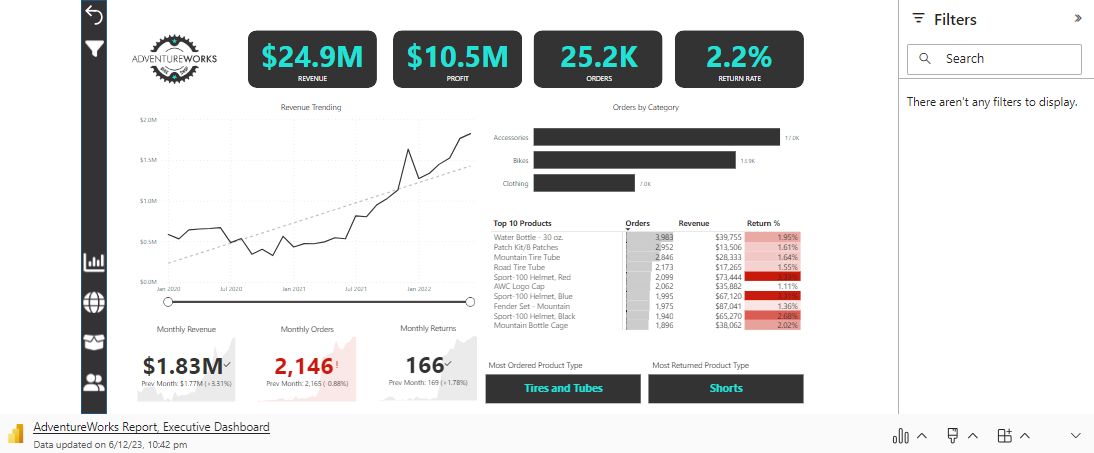 ADVENTUREWORKS
BIKE SHOP
$24.9M
REVENUE
$10.5M
PROFIT
25.2K
ORDERS
2.2%
RETURN RATE
Filters
Search
There aren't any filters to display.
Revenue Trending
$2.0M
$1.5M
$1.0M
$0.5M
$0.0M
Jan 2020 Jul 2020 Jan 2021 Jul 2021 Jan 2022
Orders by Category
Accessories 17.0K
Bikes 13.9K
Clothing 7.0K
Top 10 Products Orders Revenue Return %
Water Bottle - 30 oz. 3,983 $39,755 1.95%
Patch Kit/8 Patches 2,952 $13,506 1.61%
Mountain Tire Tube 2,846 $28,333 1.64%
Road Tire Tube 2,173 $17,265 1.55%
Sport-100 Helmet, Red 2,099 $73,444 3.33%
AWC Logo Cap 2,062 $35,882 1.11%
Sport-100 Helmet, Blue 1,995 $67,120 3.31%
Fender Set - Mountain 1,975 $87,041 1.36%
Sport-100 Helmet, Black 1,940 $65,270 2.68%
Mountain Bottle Cage 1,896 $38,062 2.02%
Monthly Revenue
$1.83M
Prev Month: $1.77M (+3.31%)
Monthly Orders
2,146!
Prev Month: 2,165 (-0.88%)
Monthly Returns
166
Prev Month: 169 (+1.78%)
Most Ordered Product Type
Tires and Tubes
Most Returned Product Type
Shorts
AdventureWorks Report, Executive Dashboard
Data updated on 6/12/23, 10:42 pm